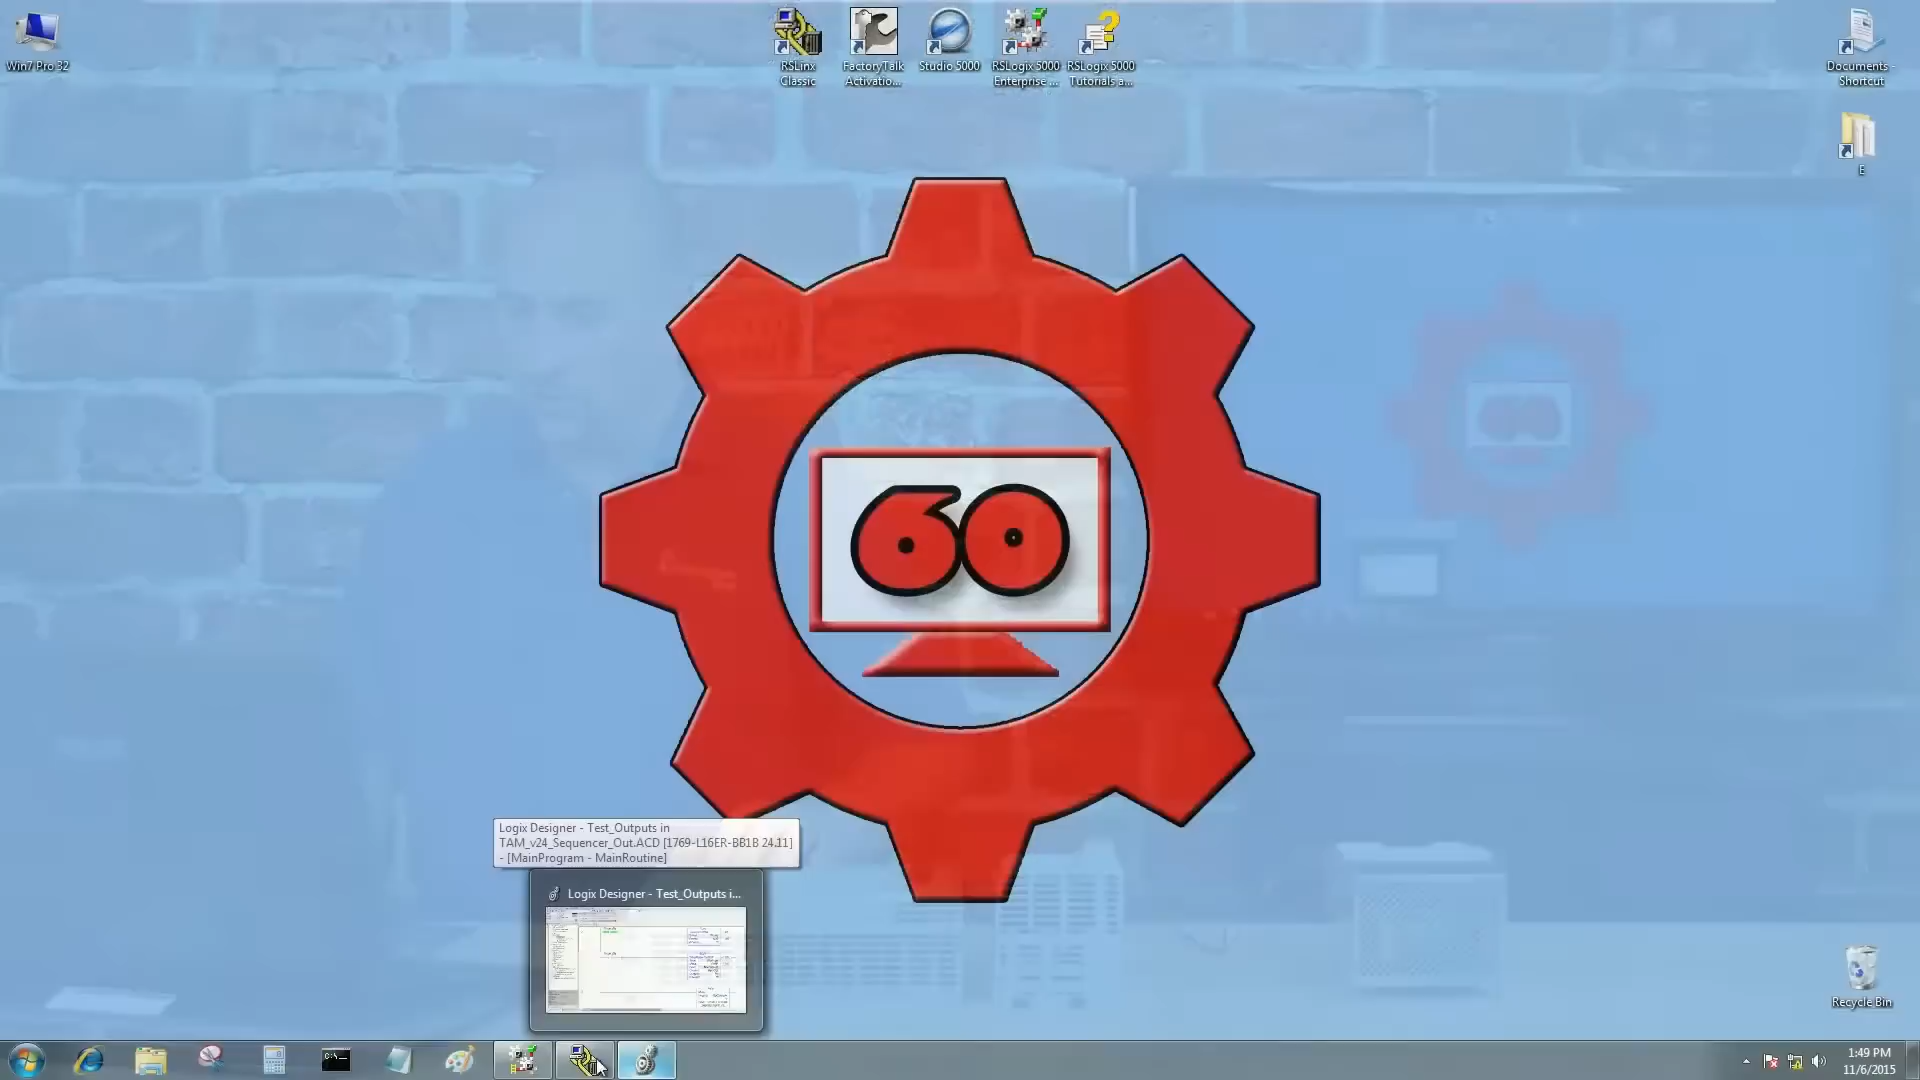 Win7 Pro 32
RSLinx
Classic
FactoryTalk
Activatio...
Studio 5000
RSLogix 5000
Enterprise ...
RSLogix 5000
Tutorials a...
Documents -
Shortcut
E
60
Logix Designer - Test_Outputs in
TAM_v24_Sequencer_Out.ACD [1769-L16ER-BB1B 24.11]
- [MainProgram - MainRoutine]
Logix Designer - Test_Outputs i...
Recycle Bin
C:\_
1:49 PM
11/6/2015